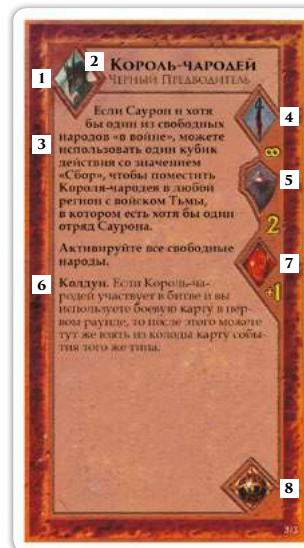 2
КОРОЛЬ-ЧАРОДЕЙ
1
ЧЕРНЫЙ ПРЕДВОДИТЕЛЬ
Если Саурон и хотя
бы один из свободных
3
народов «в войне», можете
использовать один кубик
действия со значением
«Сбор», чтобы поместить
Короля-чародея в любой
регион с войском Тьмы,
в котором есть хотя бы один
отряд Саурона.
4
∞
5
2
Активируйте все свободные
народы.
7
+1
6
Колдун. Если Король-ча-
родей участвует в битве и вы
используете боевую карту в пер-
вом раунде, то после этого можете
тут же взять из колоды карту собы-
тия того же типа.
8